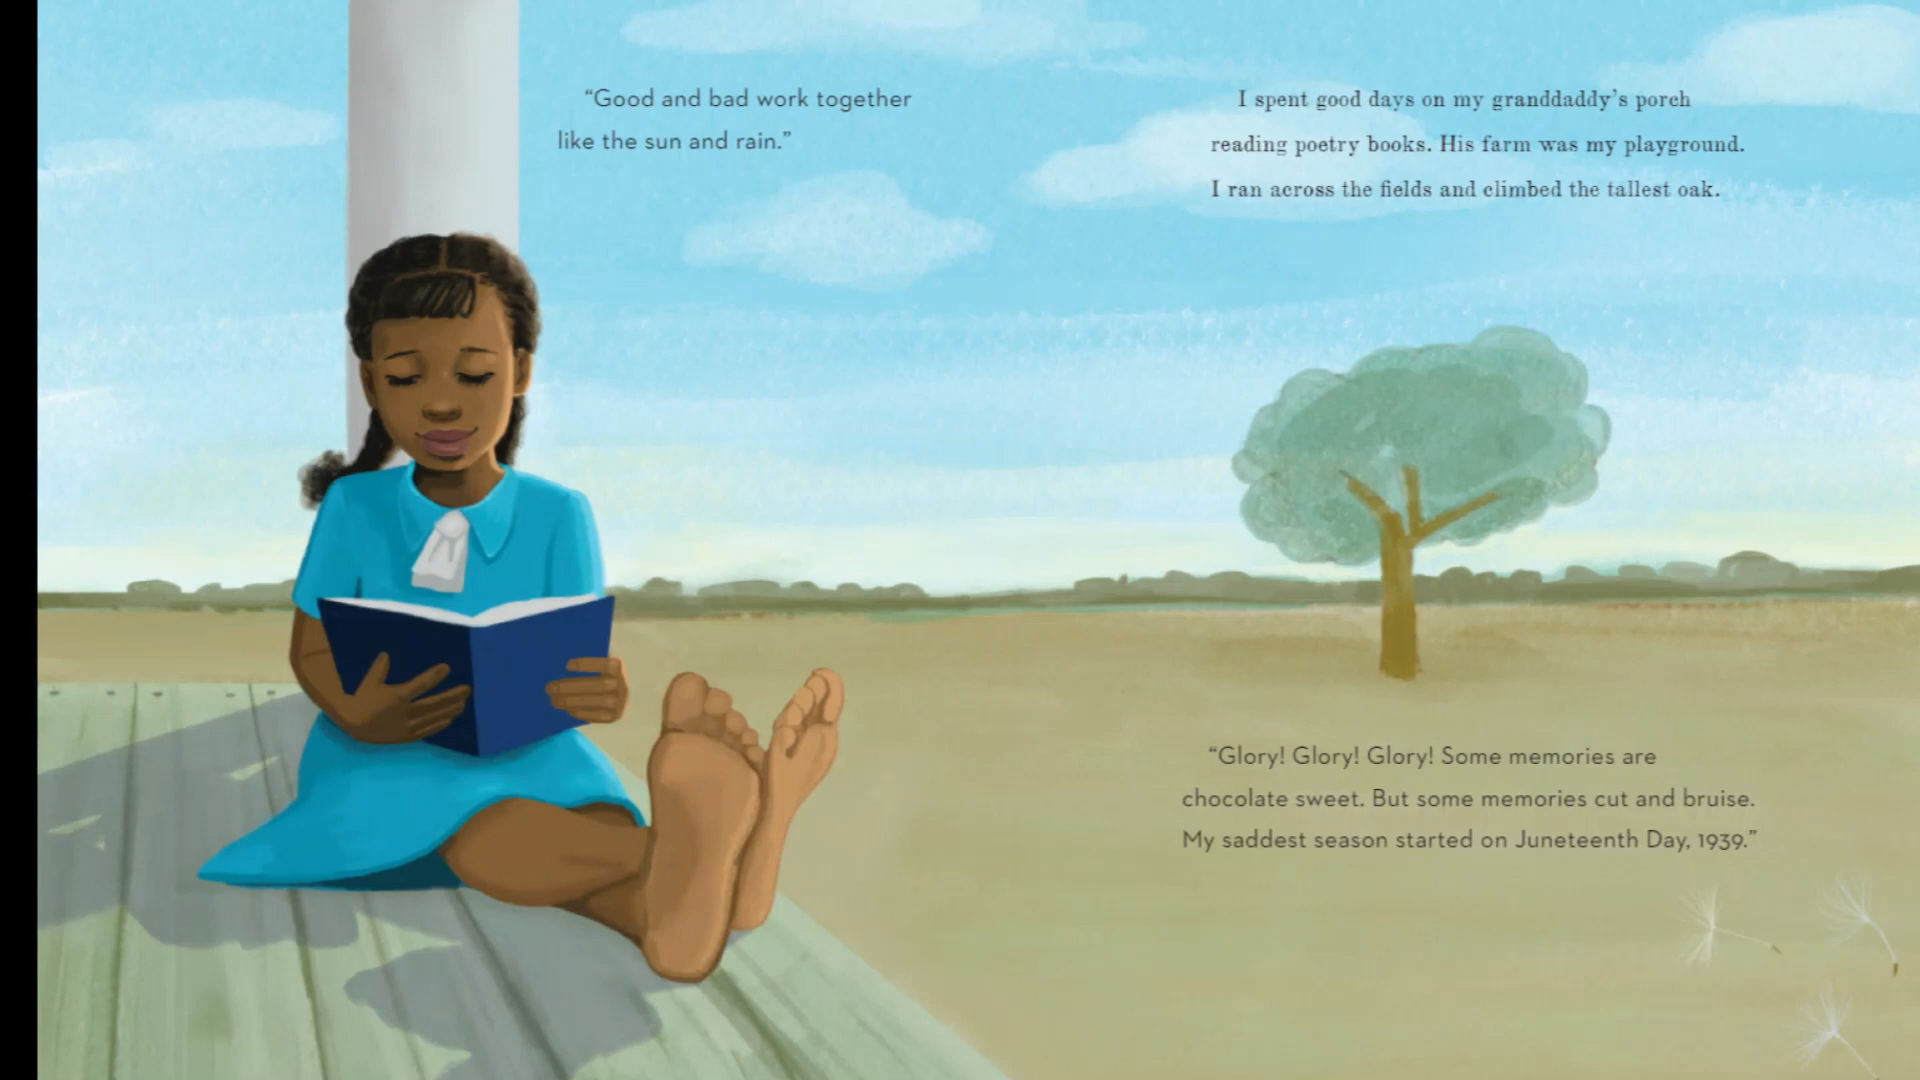 “Good and bad work together
like the sun and rain.”
I spent good days on my granddaddy’s porch
reading poetry books. His farm was my playground.
I ran across the fields and climbed the tallest oak.
“Glory! Glory! Glory! Some memories are
chocolate sweet. But some memories cut and bruise.
My saddest season started on Juneteenth Day, 1939.”